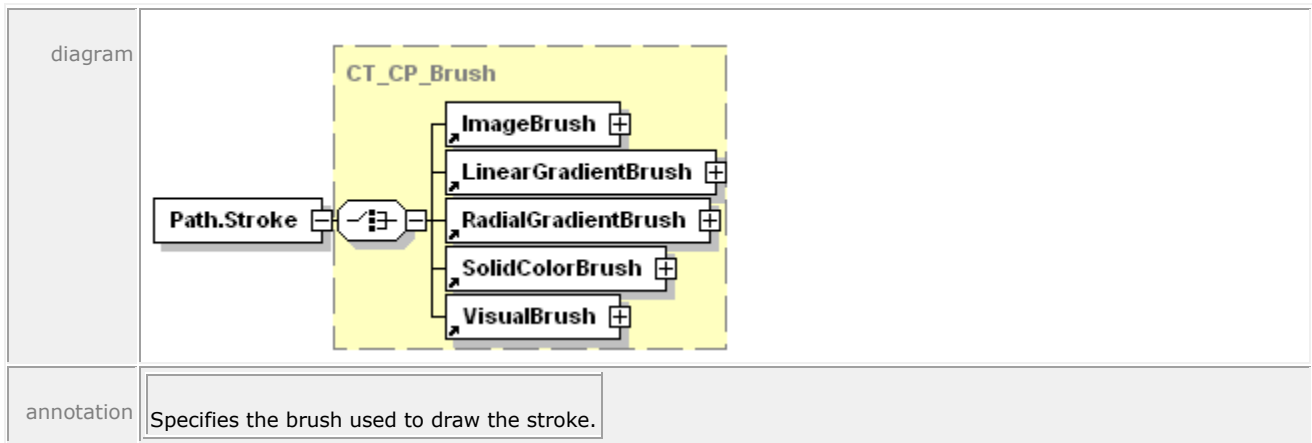 diagram
CT_CP_Brush
ImageBrush
LinearGradientBrush
Path.Stroke
RadialGradientBrush
SolidColorBrush
VisualBrush
annotation
Specifies the brush used to draw the stroke.